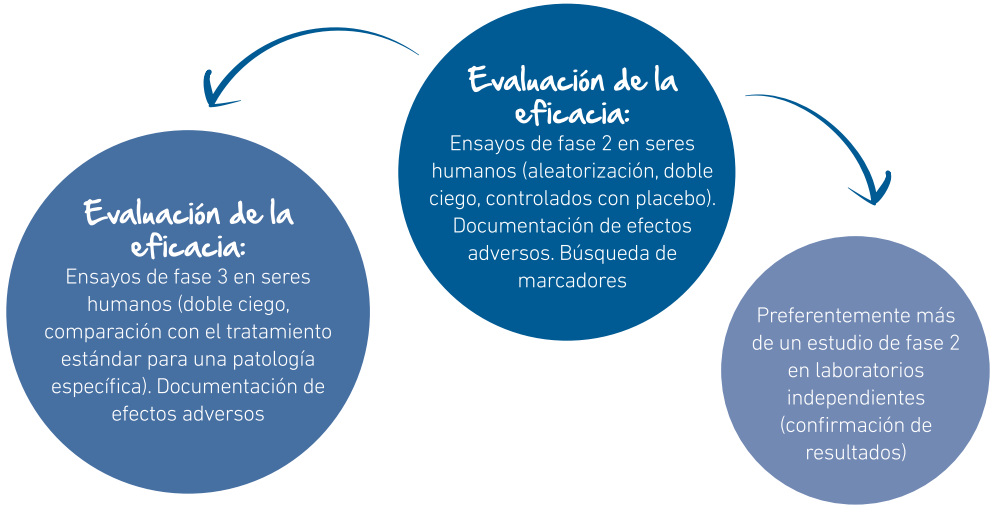 Evaluación de la
eficacia:
Ensayos de fase 2 en seres
humanos (aleatorización, doble
ciego, controlados con placebo).
Documentación de efectos
adversos. Búsqueda de
marcadores
Evaluación de la
eficacia:
Ensayos de fase 3 en seres
humanos (doble ciego,
comparación con el tratamiento
estándar para una patología
específica). Documentación de
efectos adversos
Preferentemente más
de un estudio de fase 2
en laboratorios
independientes
(confirmación de
resultados)